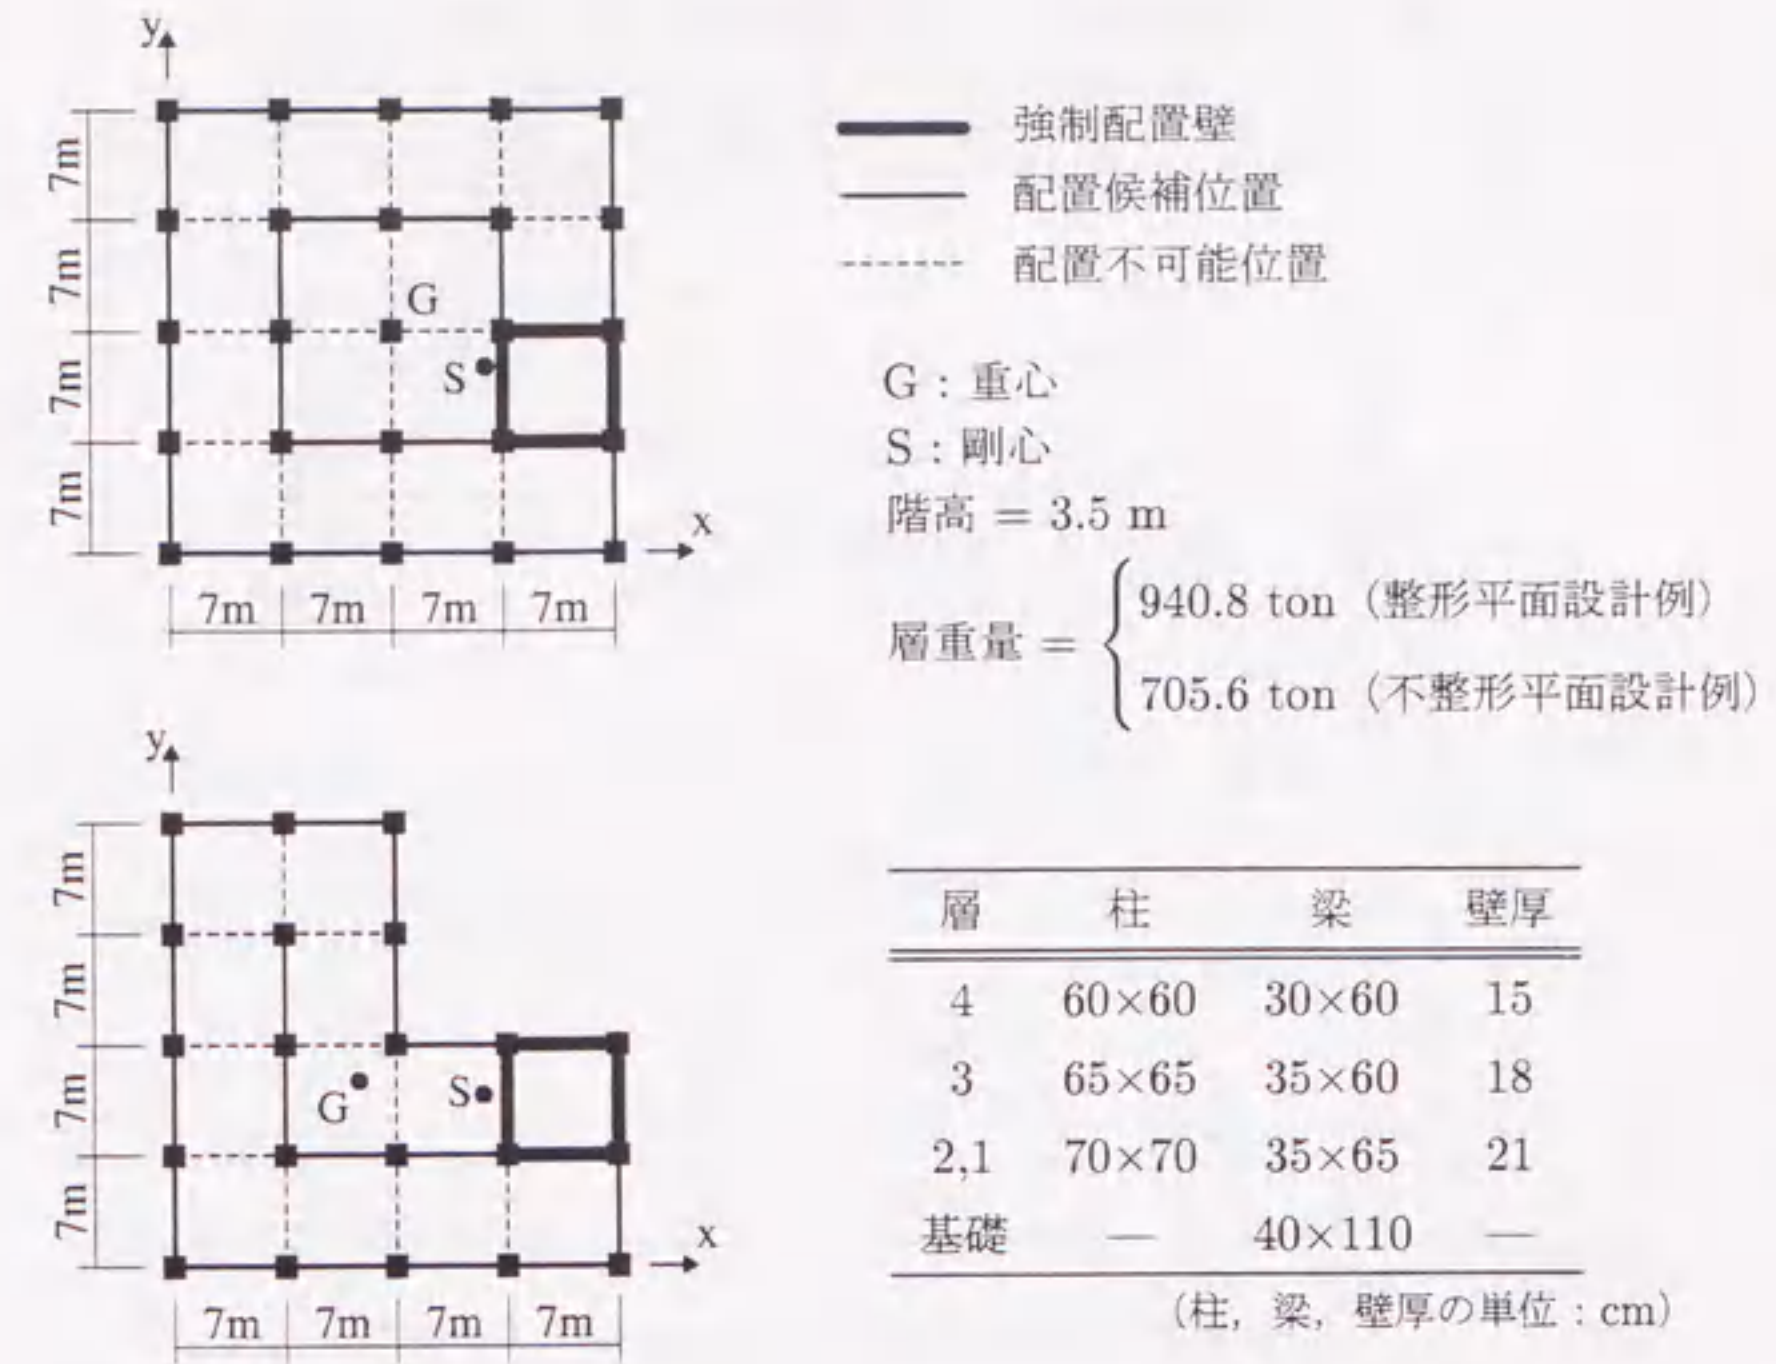 y
7m
7m
7m
7m
G
S
x
7m 7m 7m 7m
強制配置壁
配置候補位置
配置不可能位置
G : 重心
S : 剛心
階高 = 3.5 m
層重量 =
940.8 ton (整形平面設計例)
705.6 ton (不整形平面設計例)
y
7m
7m
7m
7m
G
S
x
7m 7m 7m 7m
層 柱 梁 壁厚
4 60×60 30×60 15
3 65×65 35×60 18
2,1 70×70 35×65 21
基礎 — 40×110 —
(柱, 梁, 壁厚の単位 : cm)